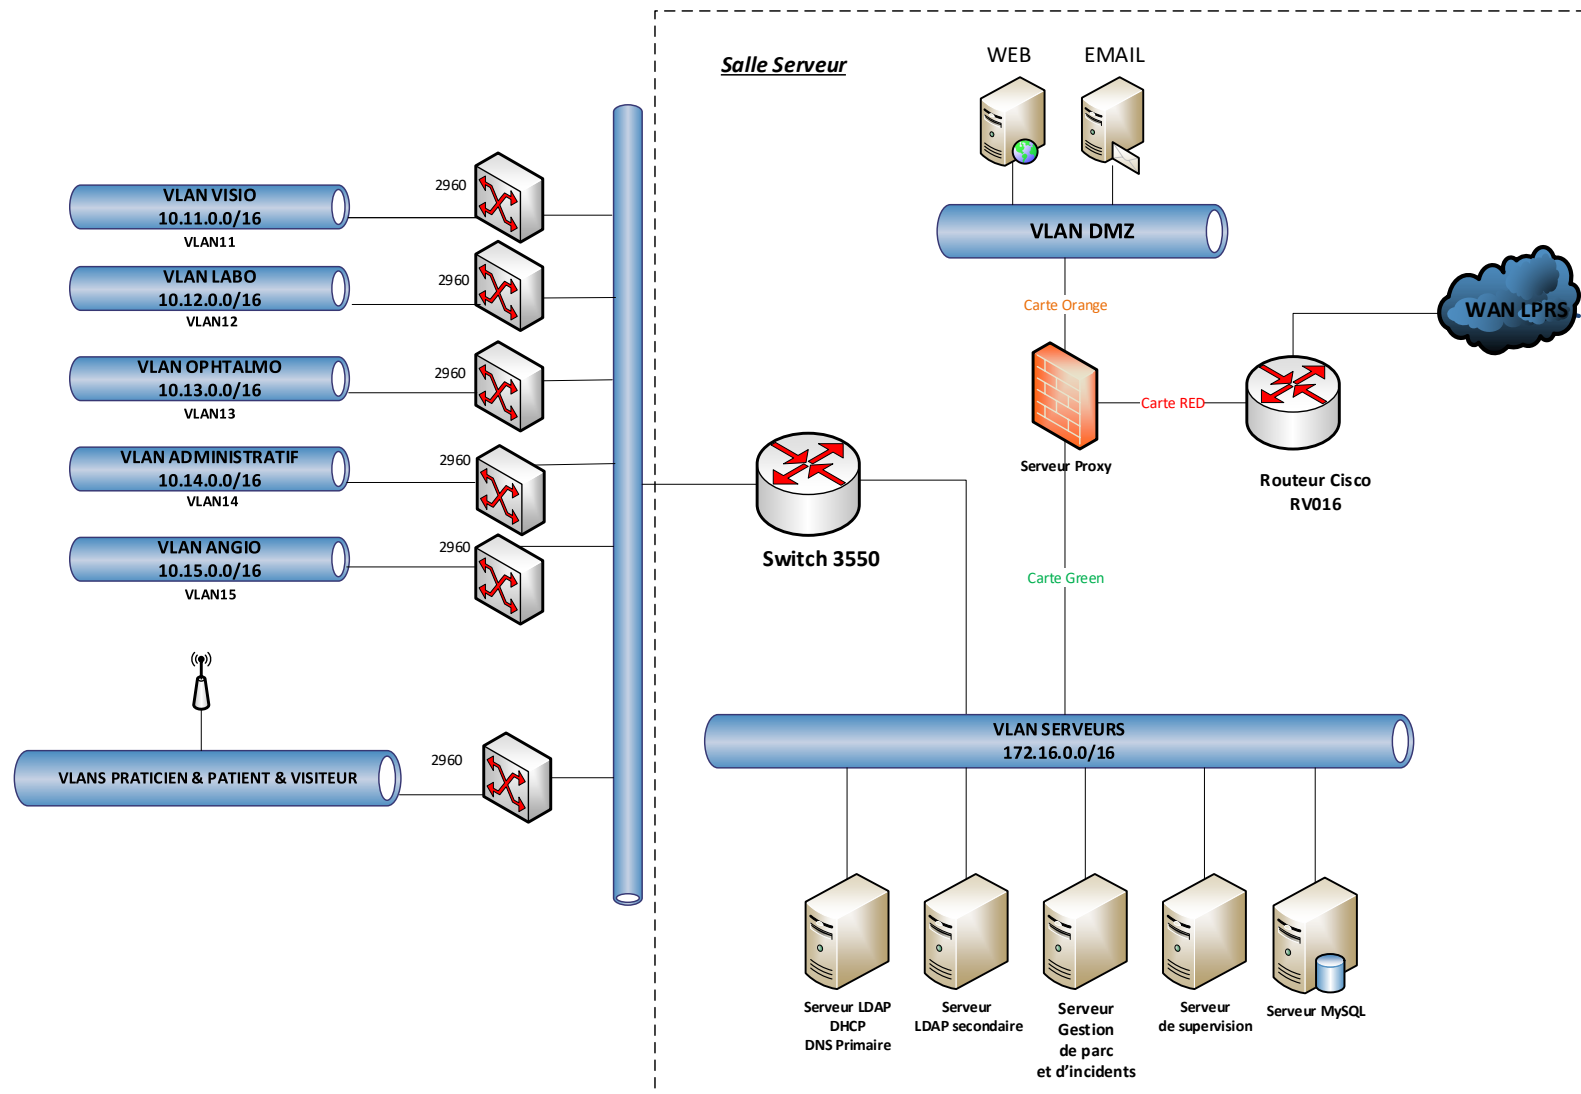 Salle Serveur
WEB
EMAIL
2960
VLAN VISIO
10.11.0.0/16
VLAN11
VLAN DMZ
2960
VLAN LABO
10.12.0.0/16
VLAN12
Carte Orange
WAN LPRS
2960
VLAN OPHTALMO
10.13.0.0/16
VLAN13
Carte RED
2960
VLAN ADMINISTRATIF
10.14.0.0/16
VLAN14
Serveur Proxy
Routeur Cisco
RV016
2960
VLAN ANGIO
10.15.0.0/16
VLAN15
Switch 3550
Carte Green
VLAN SERVEURS
172.16.0.0/16
2960
VLANS PRATICIEN & PATIENT & VISITEUR
Serveur LDAP
DHCP
DNS Primaire
Serveur
LDAP secondaire
Serveur
Gestion
de parc
et d’incidents
Serveur
de supervision
Serveur MySQL